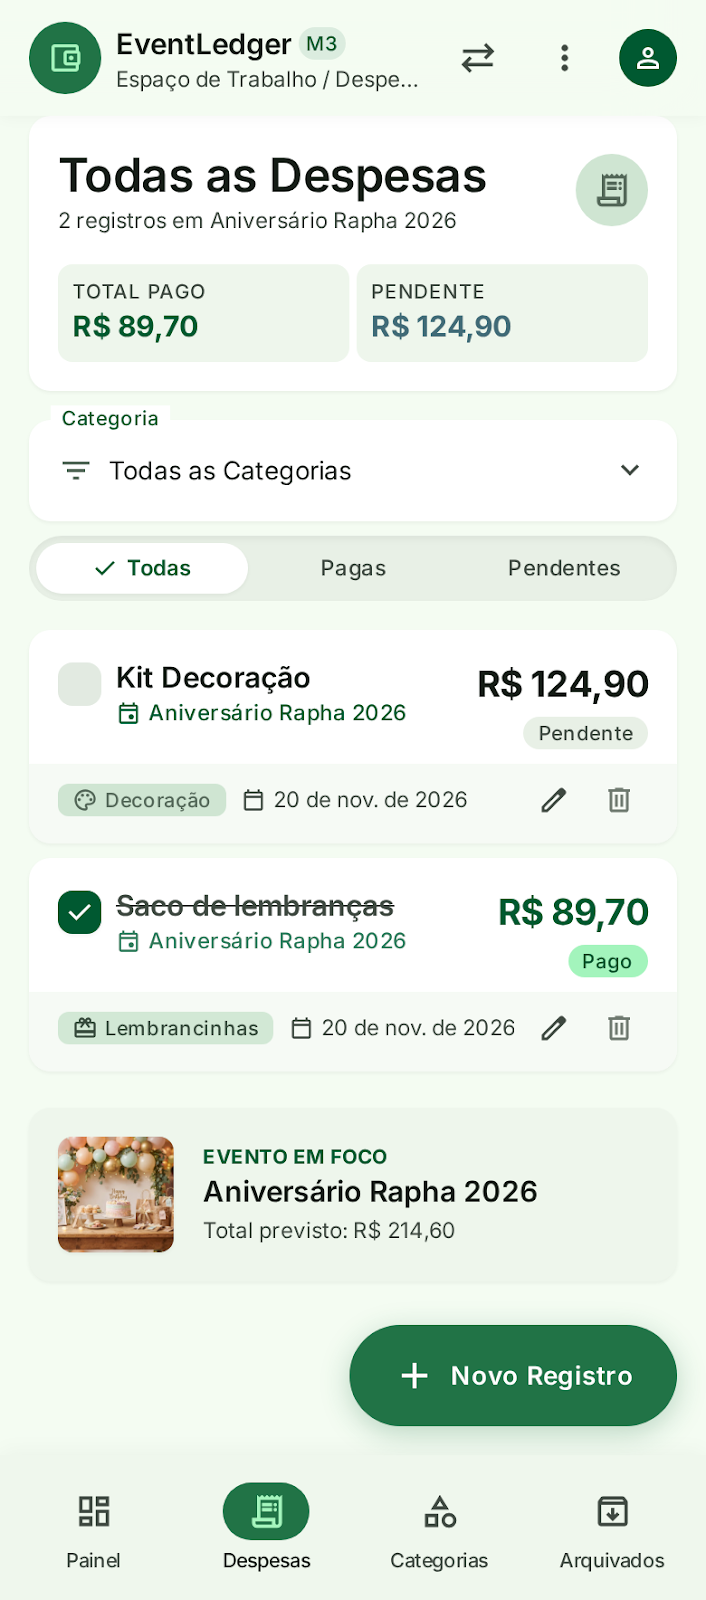 EventLedger M3
Espaço de Trabalho / Despe...
Todas as Despesas
2 registros em Aniversário Rapha 2026
TOTAL PAGO
R$ 89,70
PENDENTE
R$ 124,90
Categoria
Todas as Categorias
Todas
Pagas
Pendentes
Kit Decoração
R$ 124,90
Aniversário Rapha 2026
Pendente
Decoração
20 de nov. de 2026
Saco de lembranças
R$ 89,70
Aniversário Rapha 2026
Pago
Lembrancinhas
20 de nov. de 2026
EVENTO EM FOCO
Aniversário Rapha 2026
Total previsto: R$ 214,60
Novo Registro
Painel
Despesas
Categorias
Arquivados